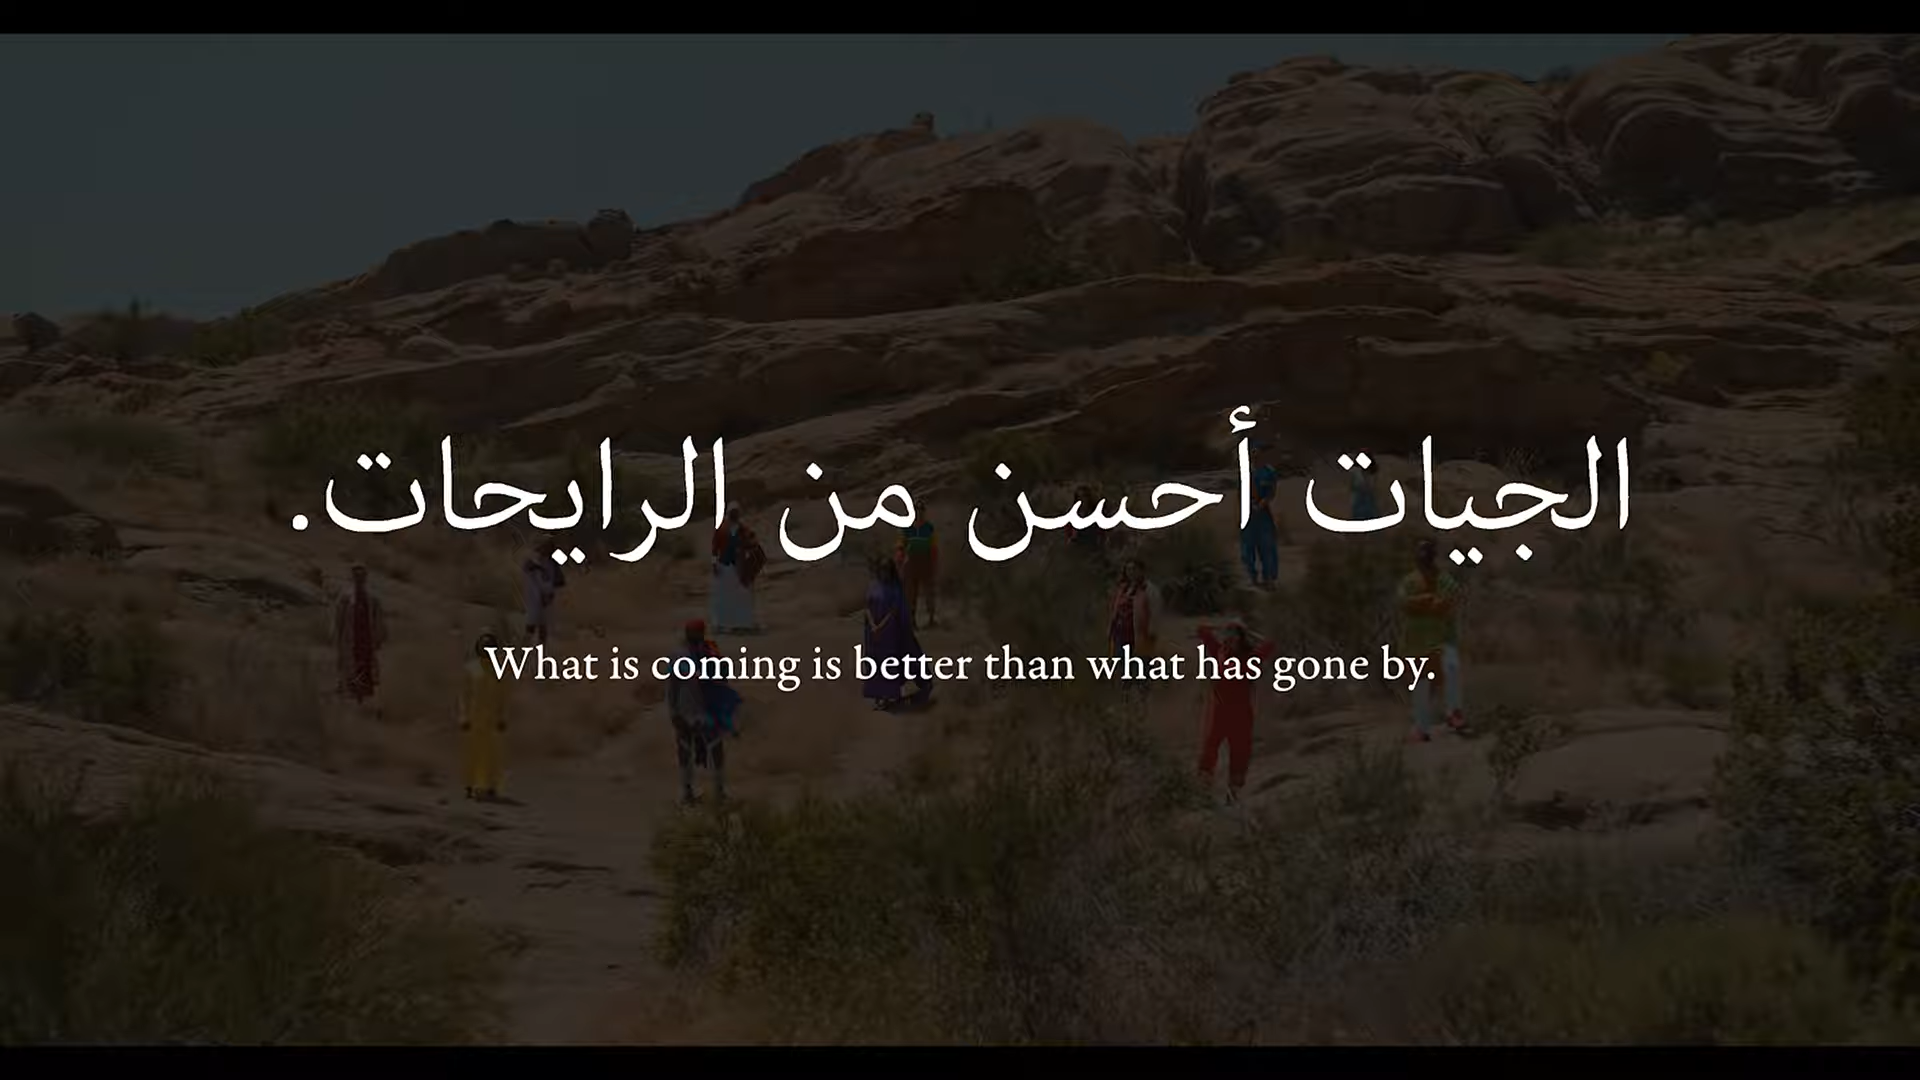 الجيات أحسن من الرايحات.
What is coming is better than what has gone by.